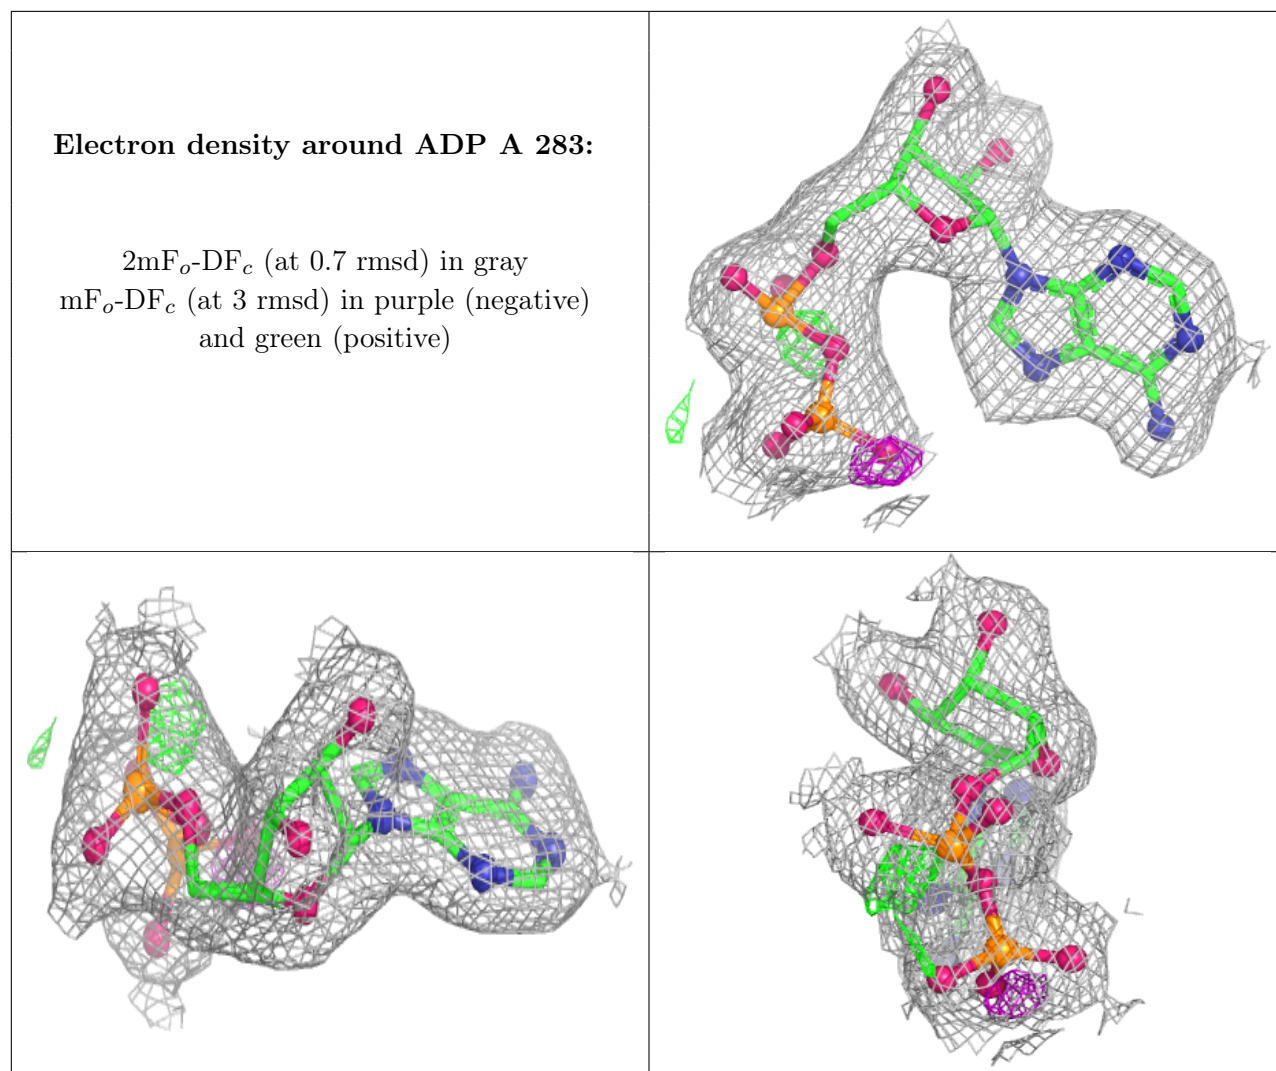 Electron density around ADP A 283:
2mFo-DFc (at 0.7 rmsd) in gray
mFo-DFc (at 3 rmsd) in purple (negative)
and green (positive)